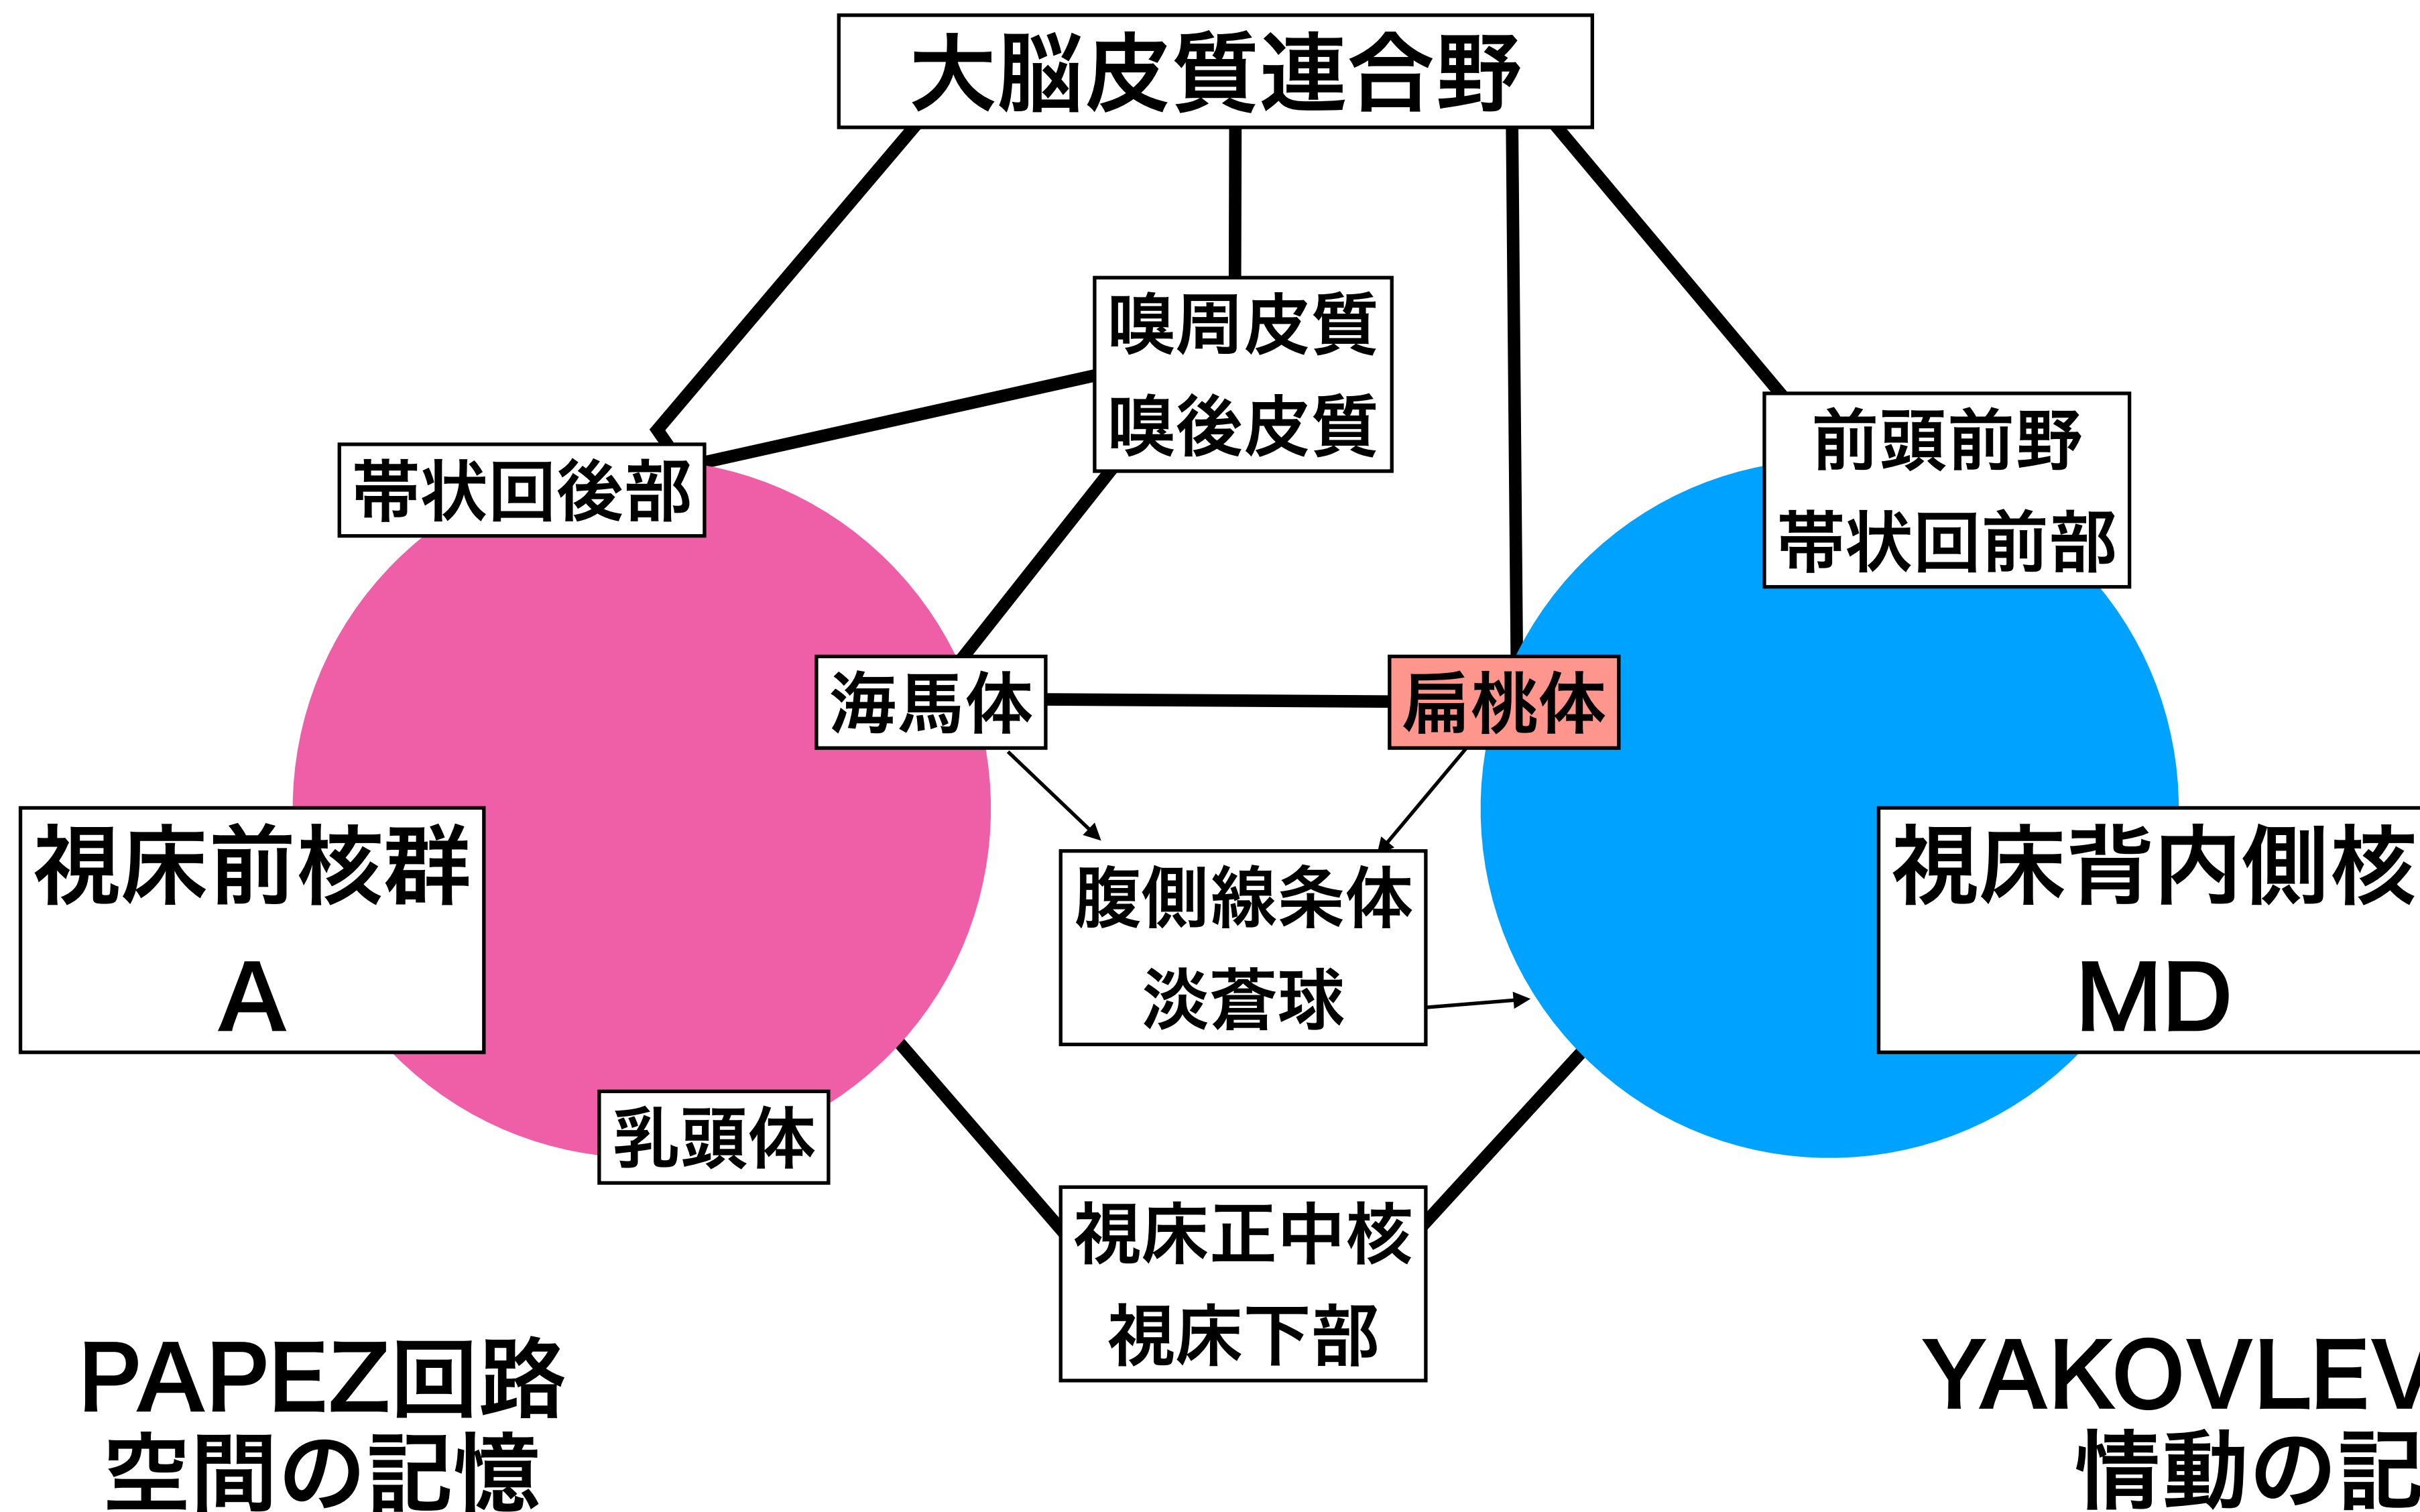 大脳皮質連合野
嗅周皮質
嗅後皮質
帯状回後部
前頭前野
帯状回前部
海馬体
扁桃体
視床前核群
A
腹側線条体
淡蒼球
視床背内側核
MD
乳頭体
視床正中核
視床下部
PAPEZ回路
空間の記憶
YAKOVLEV
情動の記